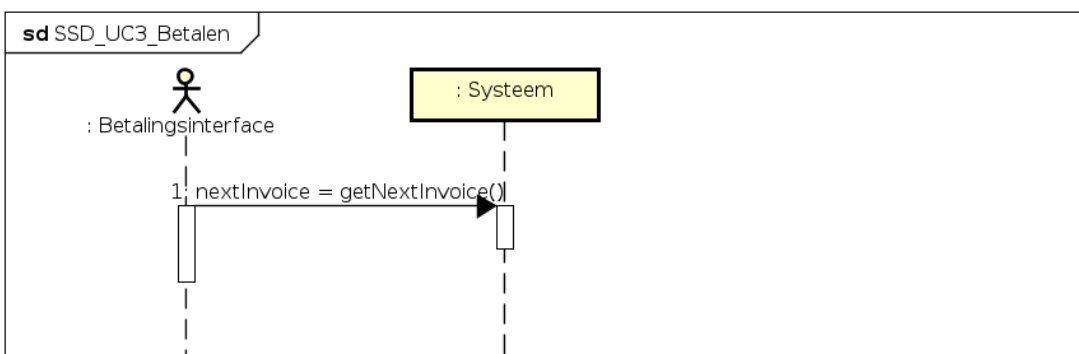 sd SSD_UC3_Betalen
: Systeem
: Betalingsinterface
1: nextInvoice = getNextInvoice()